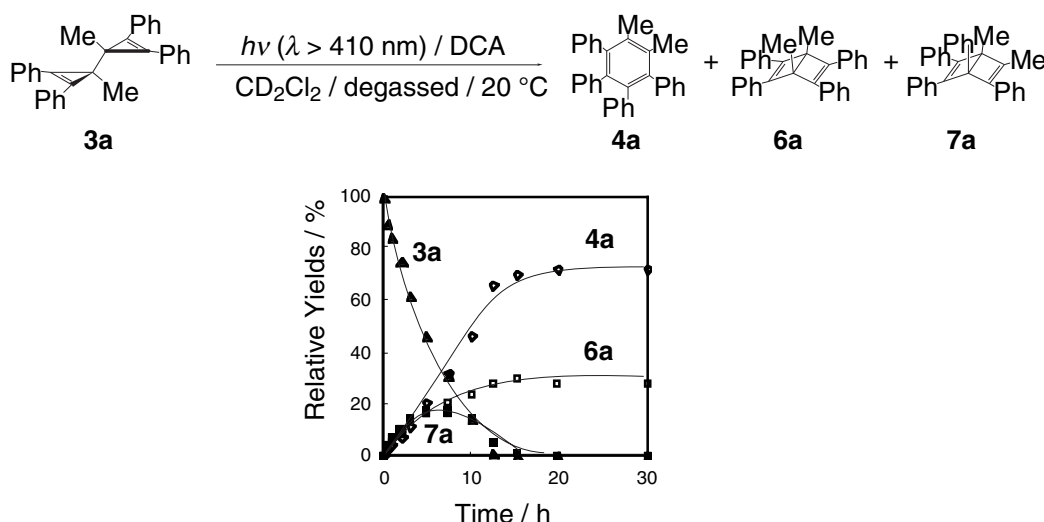 Me Ph
Ph
Ph
Ph Me
3a
hν (λ > 410 nm) / DCA
CD2Cl2 / degassed / 20 °C
Me
Ph Me
Ph Ph
Ph
4a
+
Me Me
Ph Ph
Ph Ph
6a
+
Ph Me
Ph Me
Ph Ph
7a
100
80
60
40
20
0
Relative Yields / %
3a
4a
6a
7a
0 10 20 30
Time / h